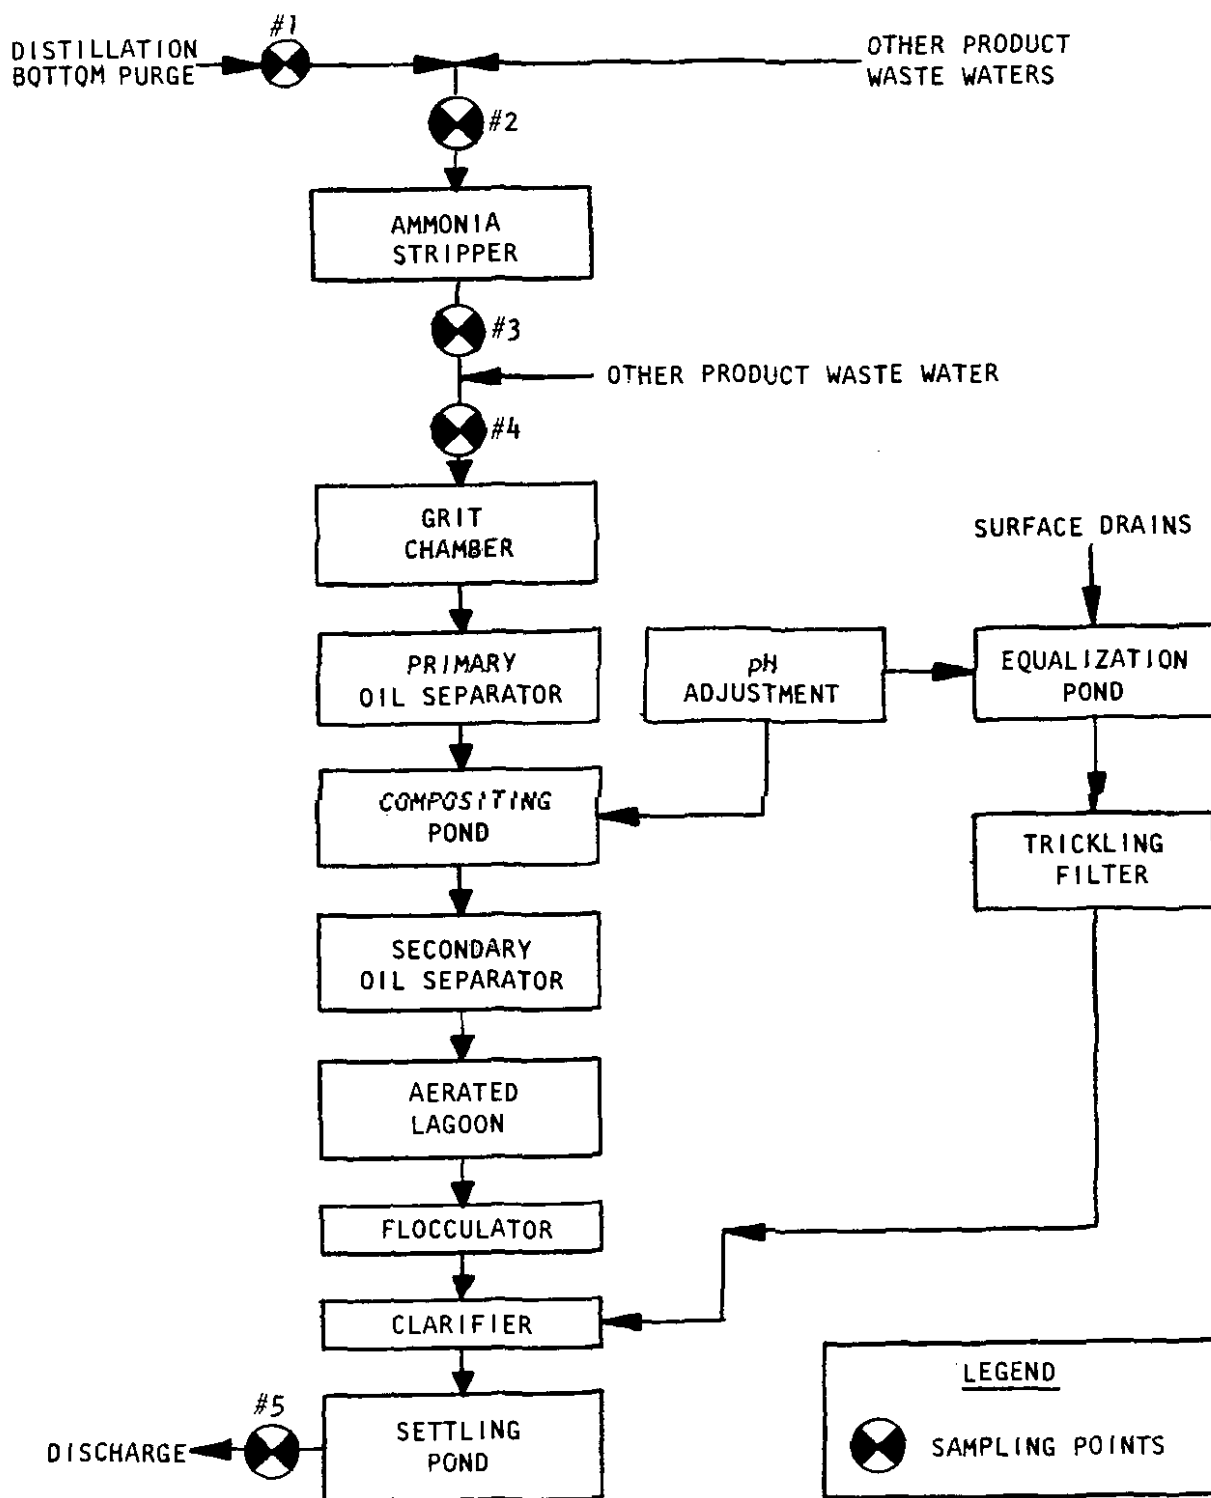 #1
DISTILLATION
BOTTOM PURGE
OTHER PRODUCT
WASTE WATERS
#2
AMMONIA
STRIPPER
#3
OTHER PRODUCT WASTE WATER
#4
GRIT
CHAMBER
SURFACE DRAINS
PRIMARY
OIL SEPARATOR
pH
ADJUSTMENT
EQUALIZATION
POND
COMPOSITING
POND
TRICKLING
FILTER
SECONDARY
OIL SEPARATOR
AERATED
LAGOON
FLOCCULATOR
CLARIFIER
LEGEND
SAMPLING POINTS
#5
DISCHARGE
SETTLING
POND